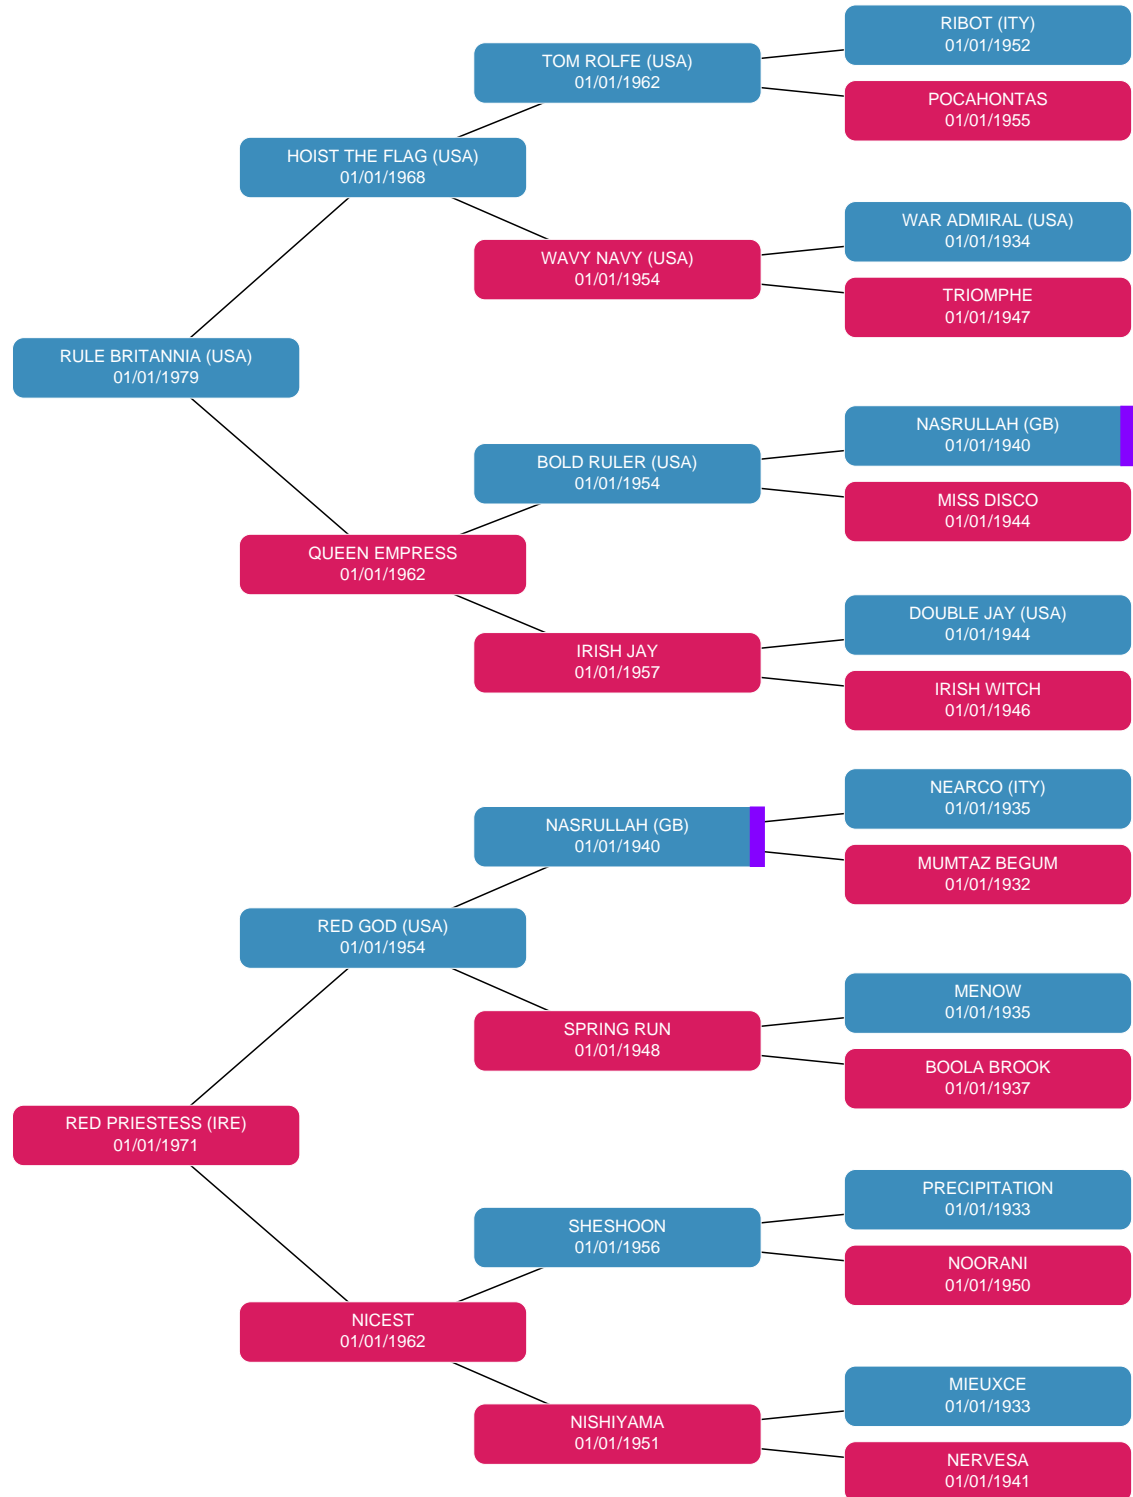 RIBOT (ITY)
01/01/1952
TOM ROLFE (USA)
01/01/1962
POCAHONTAS
01/01/1955
HOIST THE FLAG (USA)
01/01/1968
WAR ADMIRAL (USA)
01/01/1934
WAVY NAVY (USA)
01/01/1954
TRIOMPHE
01/01/1947
RULE BRITANNIA (USA)
01/01/1979
NASRULLAH (GB)
01/01/1940
BOLD RULER (USA)
01/01/1954
MISS DISCO
01/01/1944
QUEEN EMPRESS
01/01/1962
DOUBLE JAY (USA)
01/01/1944
IRISH JAY
01/01/1957
IRISH WITCH
01/01/1946
NEARCO (ITY)
01/01/1935
NASRULLAH (GB)
01/01/1940
MUMTAZ BEGUM
01/01/1932
RED GOD (USA)
01/01/1954
MENOW
01/01/1935
SPRING RUN
01/01/1948
BOOLA BROOK
01/01/1937
RED PRIESTESS (IRE)
01/01/1971
PRECIPITATION
01/01/1933
SHESHOON
01/01/1956
NOORANI
01/01/1950
NICEST
01/01/1962
MIEUXCE
01/01/1933
NISHIYAMA
01/01/1951
NERVESA
01/01/1941